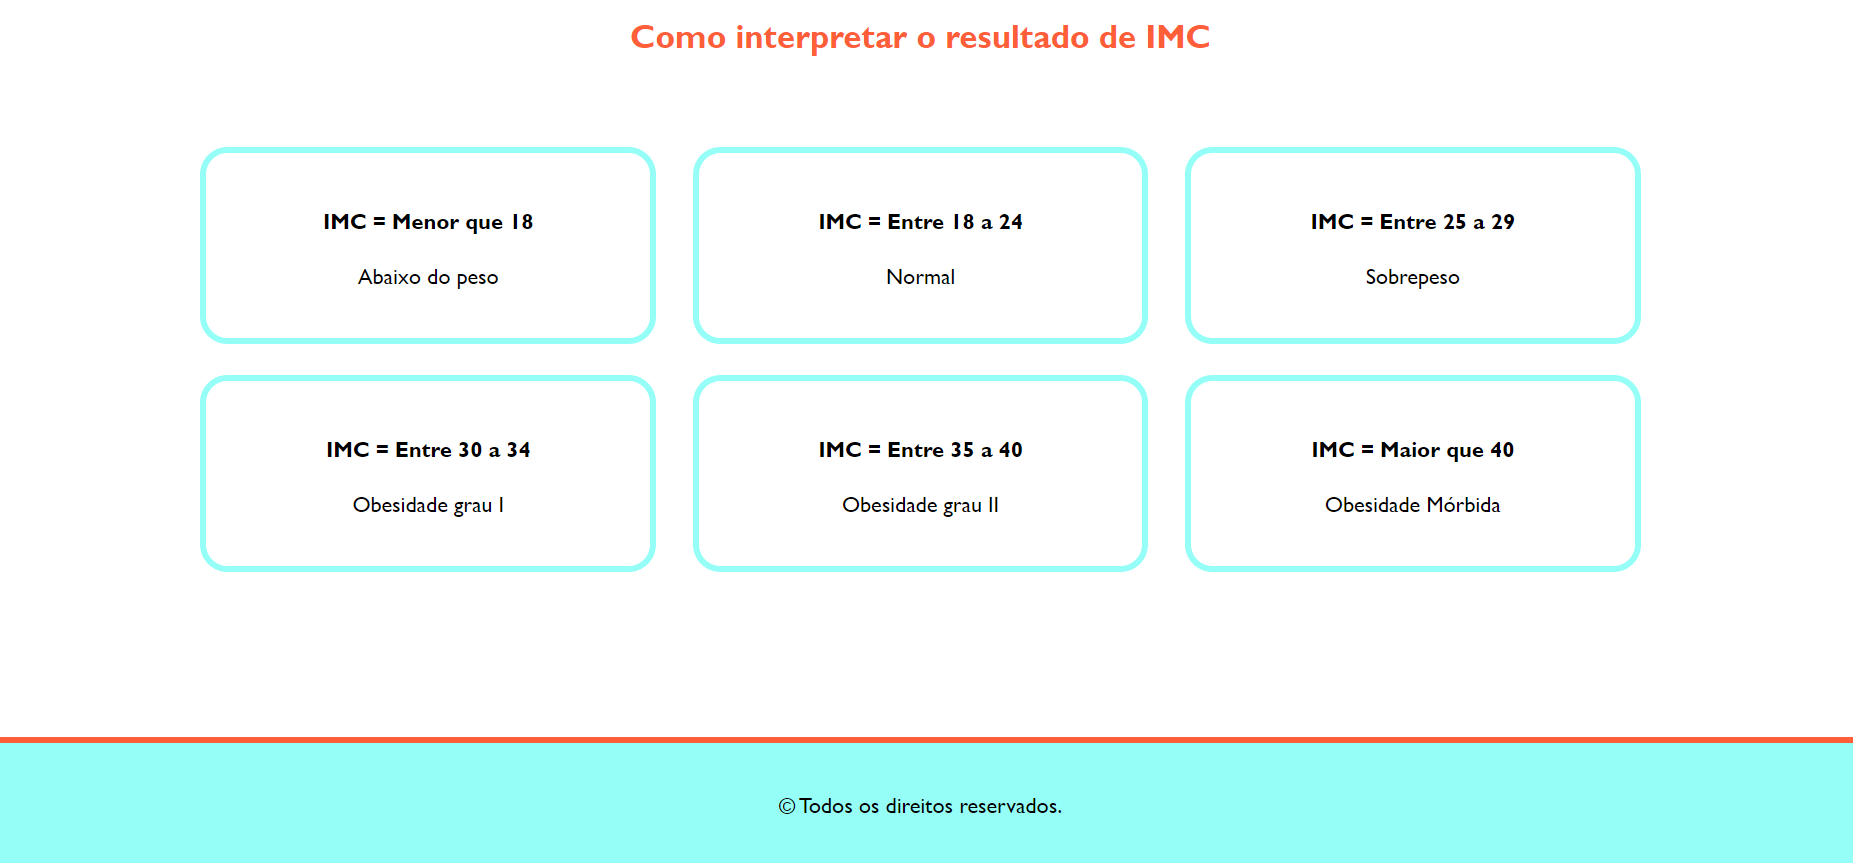 Como interpretar o resultado de IMC
IMC = Menor que 18
Abaixo do peso
IMC = Entre 18 a 24
Normal
IMC = Entre 25 a 29
Sobrepeso
IMC = Entre 30 a 34
Obesidade grau I
IMC = Entre 35 a 40
Obesidade grau II
IMC = Maior que 40
Obesidade Mórbida
© Todos os direitos reservados.